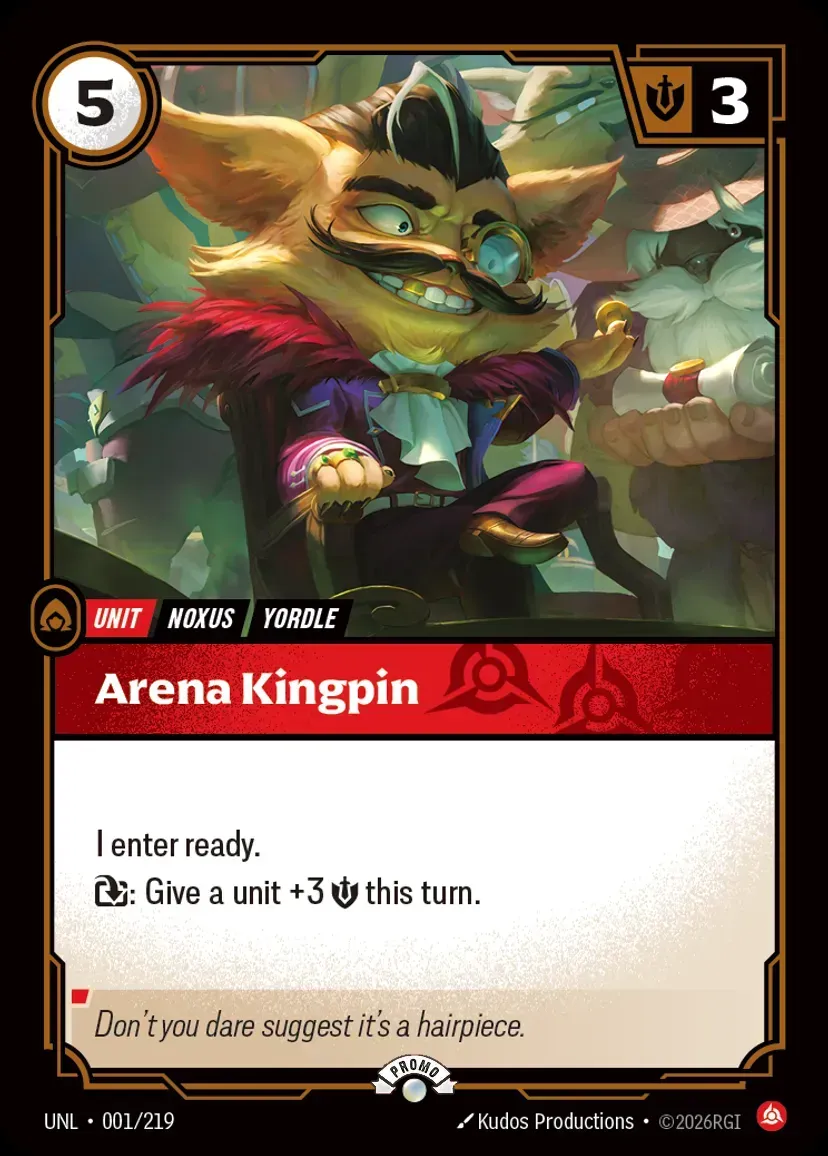 5
3
UNIT NOXUS YORDLE
Arena Kingpin
I enter ready.
: Give a unit +3 this turn.
Don't you dare suggest it's a hairpiece.
PROMO
UNL • 001/219 Kudos Productions • ©2026RGI